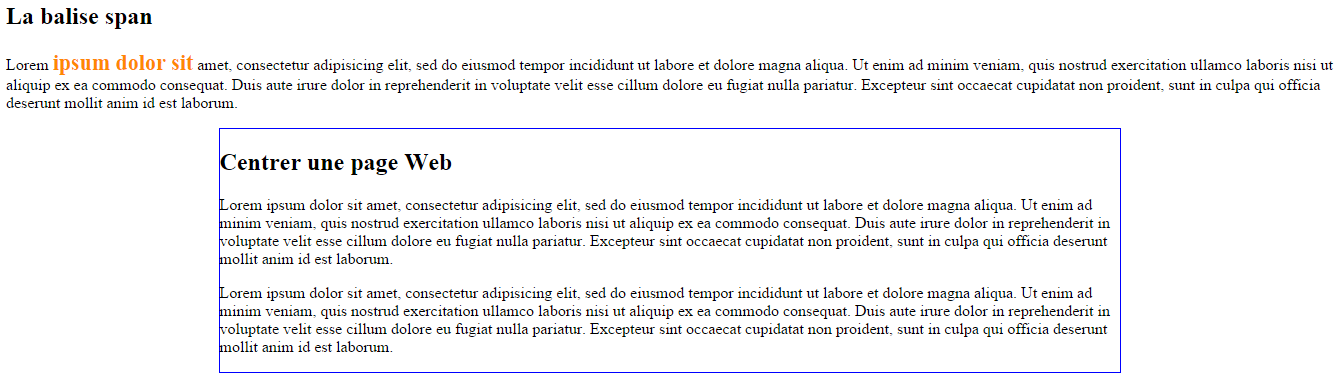 La balise span
Lorem ipsum dolor sit amet, consectetur adipisicing elit, sed do eiusmod tempor incididunt ut labore et dolore magna aliqua. Ut enim ad minim veniam, quis nostrud exercitation ullamco laboris nisi ut
aliquip ex ea commodo consequat. Duis aute irure dolor in reprehenderit in voluptate velit esse cillum dolore eu fugiat nulla pariatur. Excepteur sint occaecat cupidatat non proident, sunt in culpa qui officia
deserunt mollit anim id est laborum.
Centrer une page Web
Lorem ipsum dolor sit amet, consectetur adipisicing elit, sed do eiusmod tempor incididunt ut labore et dolore magna aliqua. Ut enim ad
minim veniam, quis nostrud exercitation ullamco laboris nisi ut aliquip ex ea commodo consequat. Duis aute irure dolor in reprehenderit in
voluptate velit esse cillum dolore eu fugiat nulla pariatur. Excepteur sint occaecat cupidatat non proident, sunt in culpa qui officia deserunt
mollit anim id est laborum.
Lorem ipsum dolor sit amet, consectetur adipisicing elit, sed do eiusmod tempor incididunt ut labore et dolore magna aliqua. Ut enim ad
minim veniam, quis nostrud exercitation ullamco laboris nisi ut aliquip ex ea commodo consequat. Duis aute irure dolor in reprehenderit in
voluptate velit esse cillum dolore eu fugiat nulla pariatur. Excepteur sint occaecat cupidatat non proident, sunt in culpa qui officia deserunt
mollit anim id est laborum.